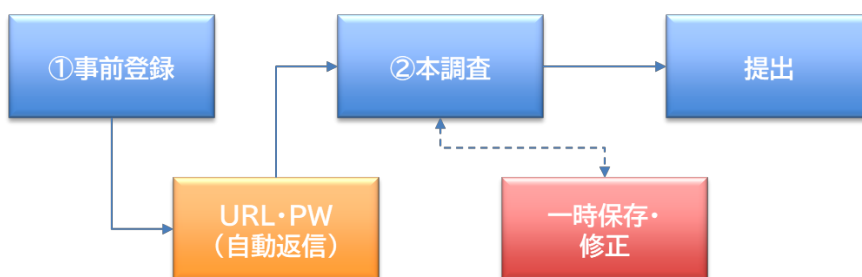 ①事前登録
②本調査
提出
URL・PW
（自動返信）
一時保存・
修正